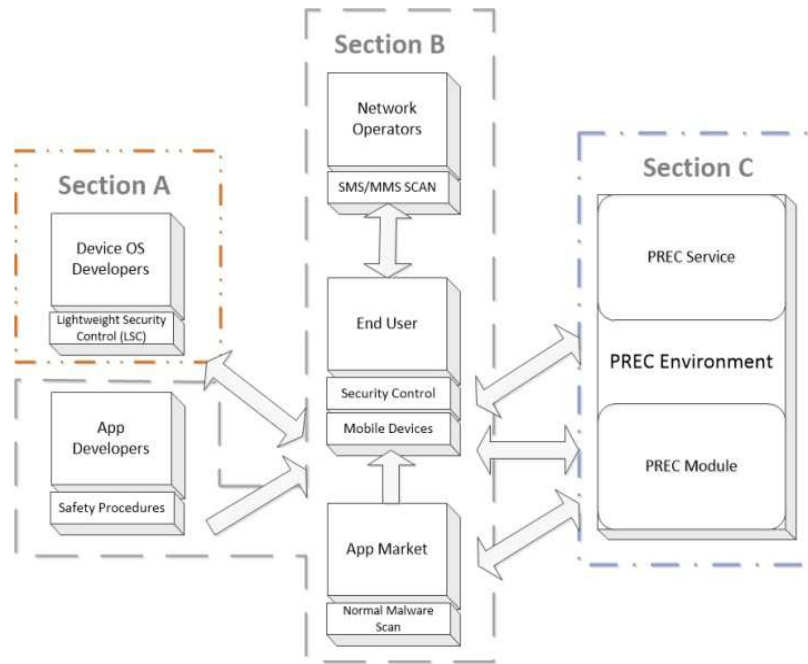 Section A
Device OS
Developers
Lightweight Security
Control (LSC)
App
Developers
Safety Procedures
Section B
Network
Operators
SMS/MMS SCAN
End User
Security Control
Mobile Devices
App Market
Normal Malware
Scan
Section C
PREC Service
PREC Environment
PREC Module